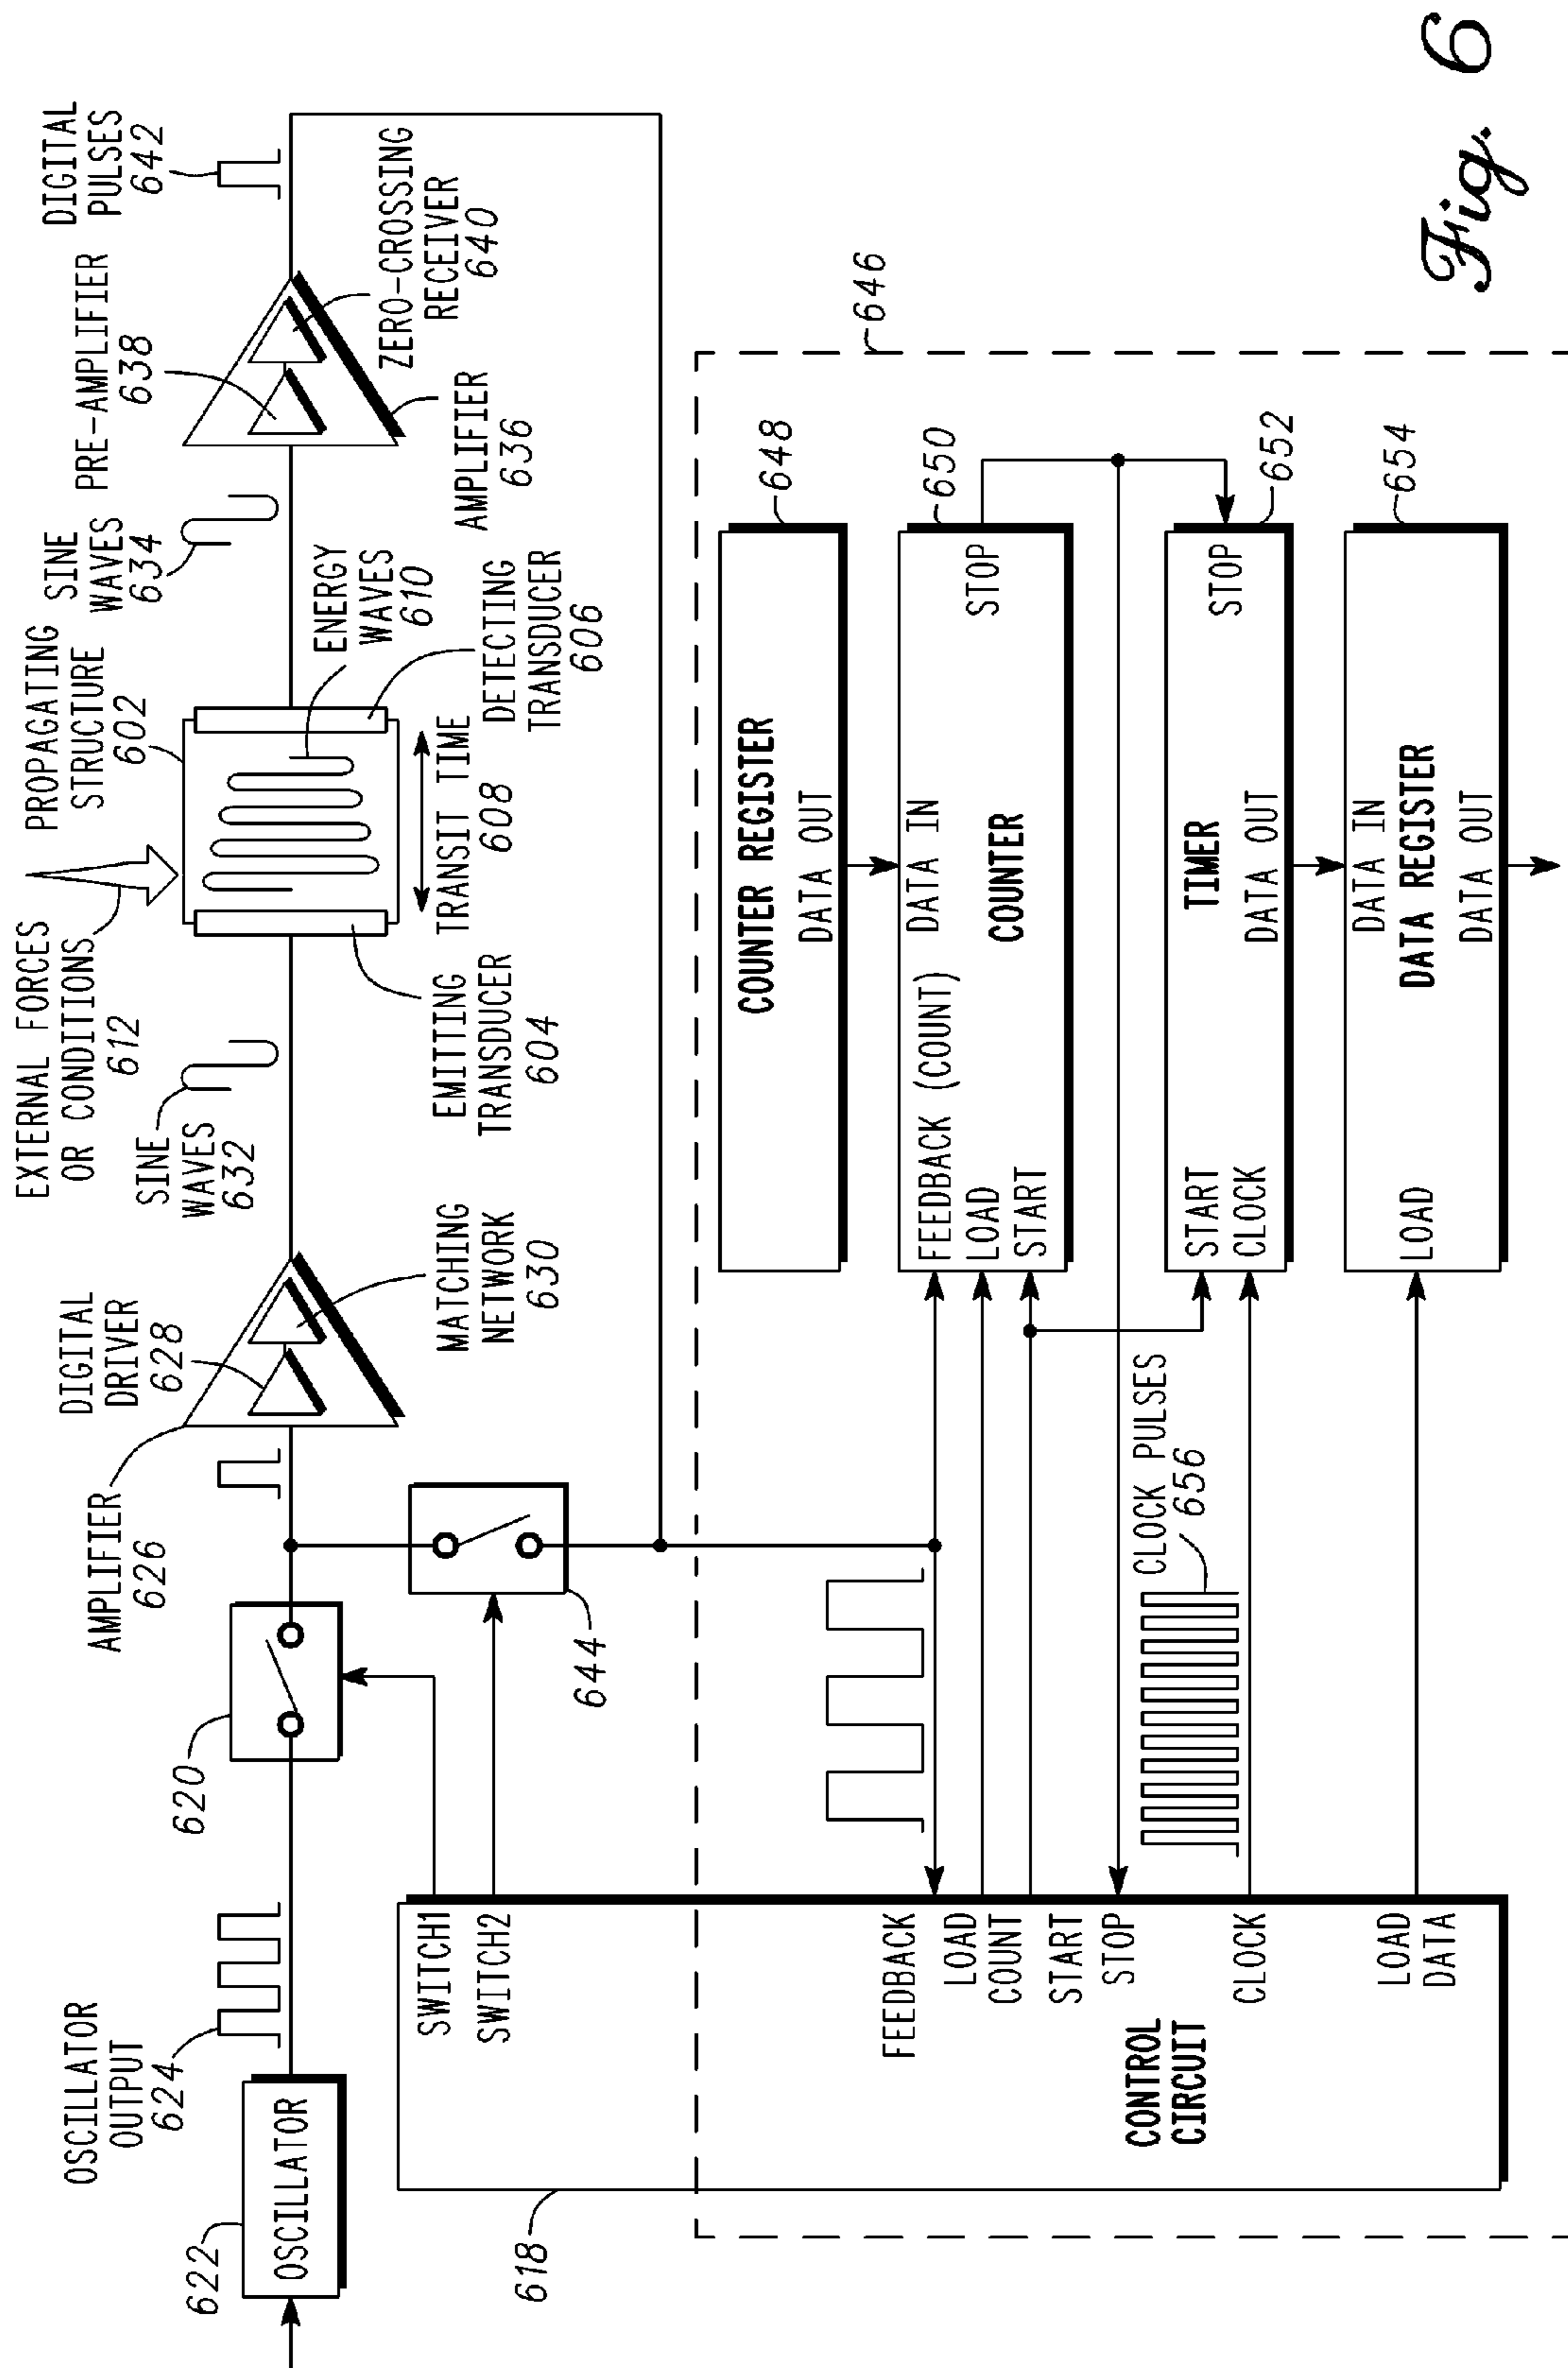 OSCILLATOR
OUTPUT
624
622
OSCILLATOR
620
AMPLIFIER
626
DIGITAL
DRIVER
628
MATCHING
NETWORK
630
EXTERNAL FORCES
OR CONDITIONS
612
SINE
WAVES
632
PROPAGATING
STRUCTURE
602
EMITTING
TRANSDUCER
604
TRANSIT TIME
608
ENERGY
WAVES
610
DETECTING
TRANSDUCER
606
SINE
WAVES
634
PRE-AMPLIFIER
638
AMPLIFIER
636
ZERO-CROSSING
RECEIVER
640
DIGITAL
PULSES
642
644
618
646
SWITCH1
SWITCH2
FEEDBACK
LOAD
COUNT
START
STOP
CLOCK
LOAD
DATA
CONTROL
CIRCUIT
CLOCK PULSES
656
COUNTER REGISTER
DATA OUT
648
FEEDBACK (COUNT)
DATA IN
LOAD
START
COUNTER
STOP
650
TIMER
START
CLOCK
STOP
DATA OUT
652
DATA IN
LOAD
DATA REGISTER
DATA OUT
654
Fig. 6